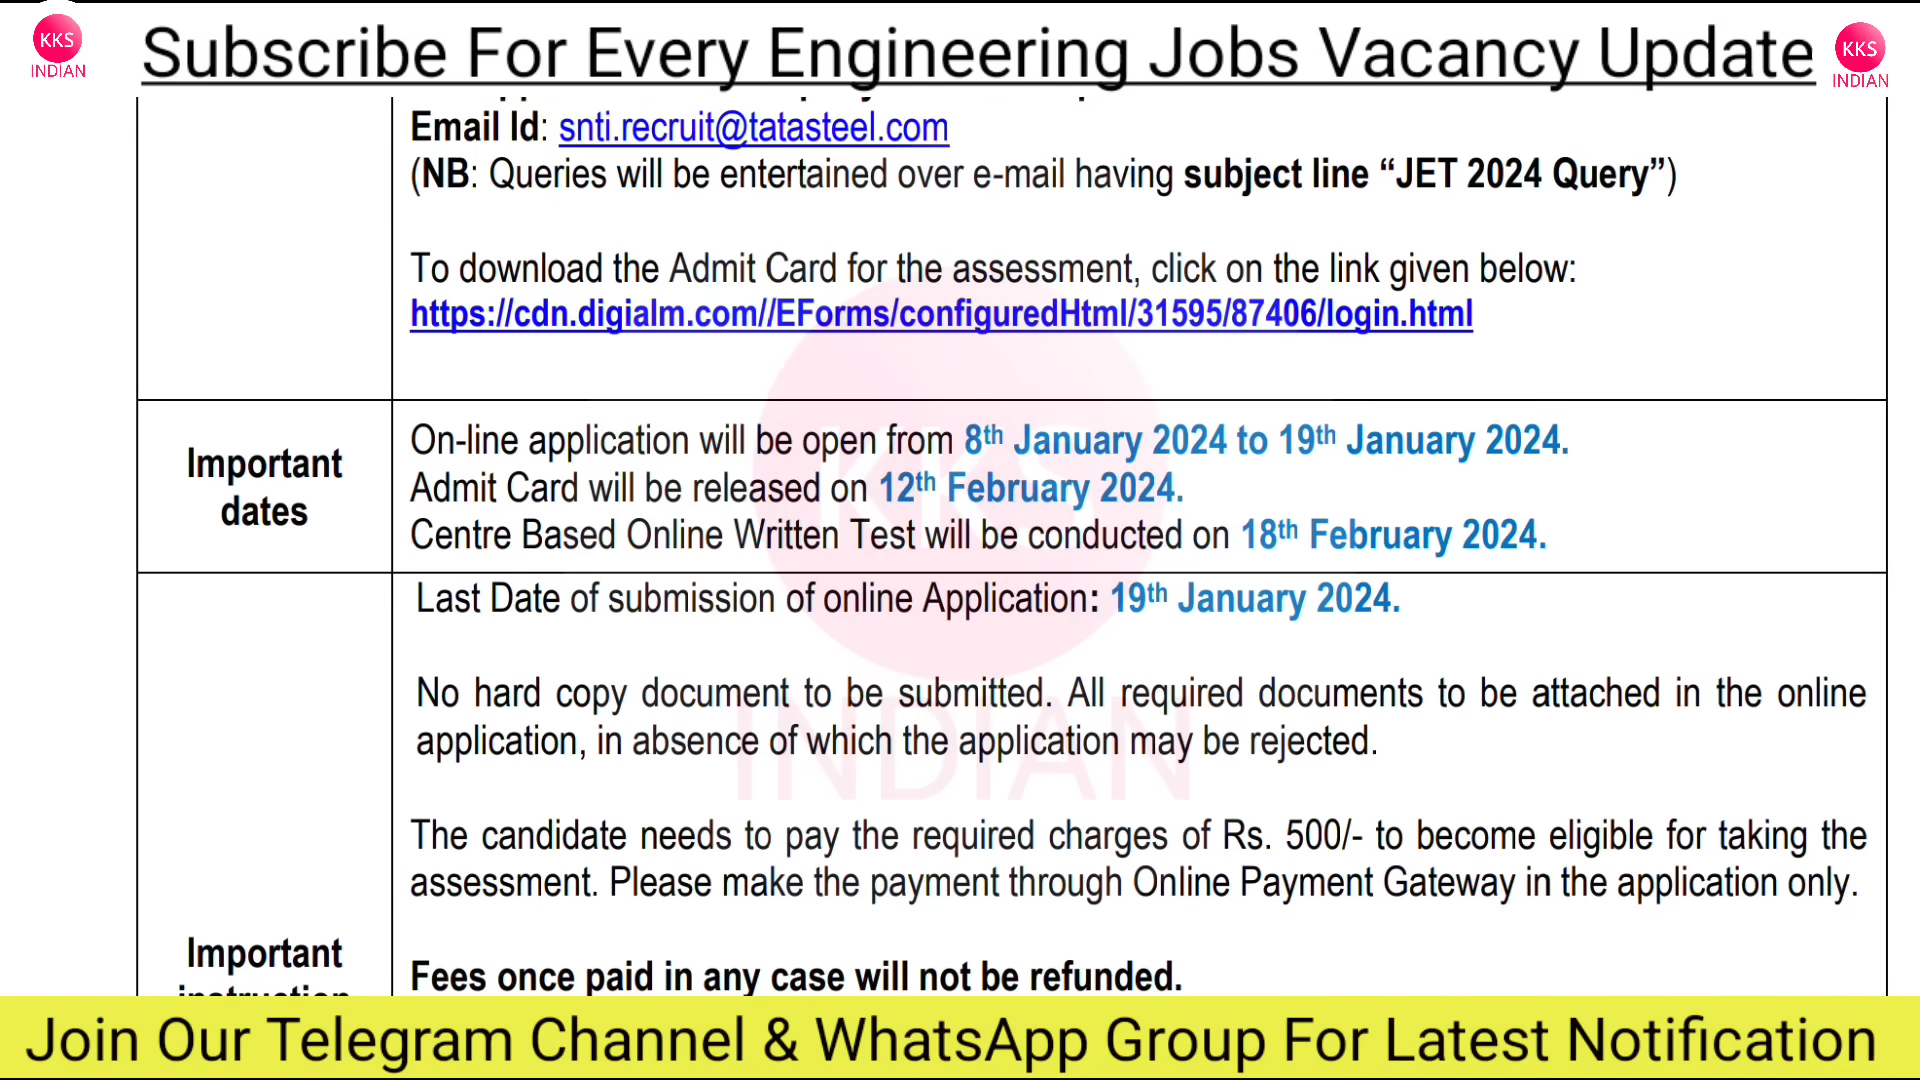 KKS
INDIAN
Subscribe For Every Engineering Jobs Vacancy Update
KKS
INDIAN
Email Id: snti.recruit@tatasteel.com
(NB: Queries will be entertained over e-mail having subject line “JET 2024 Query”)
To download the Admit Card for the assessment, click on the link given below:
https://cdn.digialm.com//EForms/configuredHtml/31595/87406/login.html
Important
dates
On-line application will be open from 8th January 2024 to 19th January 2024.
Admit Card will be released on 12th February 2024.
Centre Based Online Written Test will be conducted on 18th February 2024.
Last Date of submission of online Application: 19th January 2024.
No hard copy document to be submitted. All required documents to be attached in the online
application, in absence of which the application may be rejected.
The candidate needs to pay the required charges of Rs. 500/- to become eligible for taking the
assessment. Please make the payment through Online Payment Gateway in the application only.
Important
Fees once paid in any case will not be refunded.
KKS
INDIAN
Join Our Telegram Channel & WhatsApp Group For Latest Notification